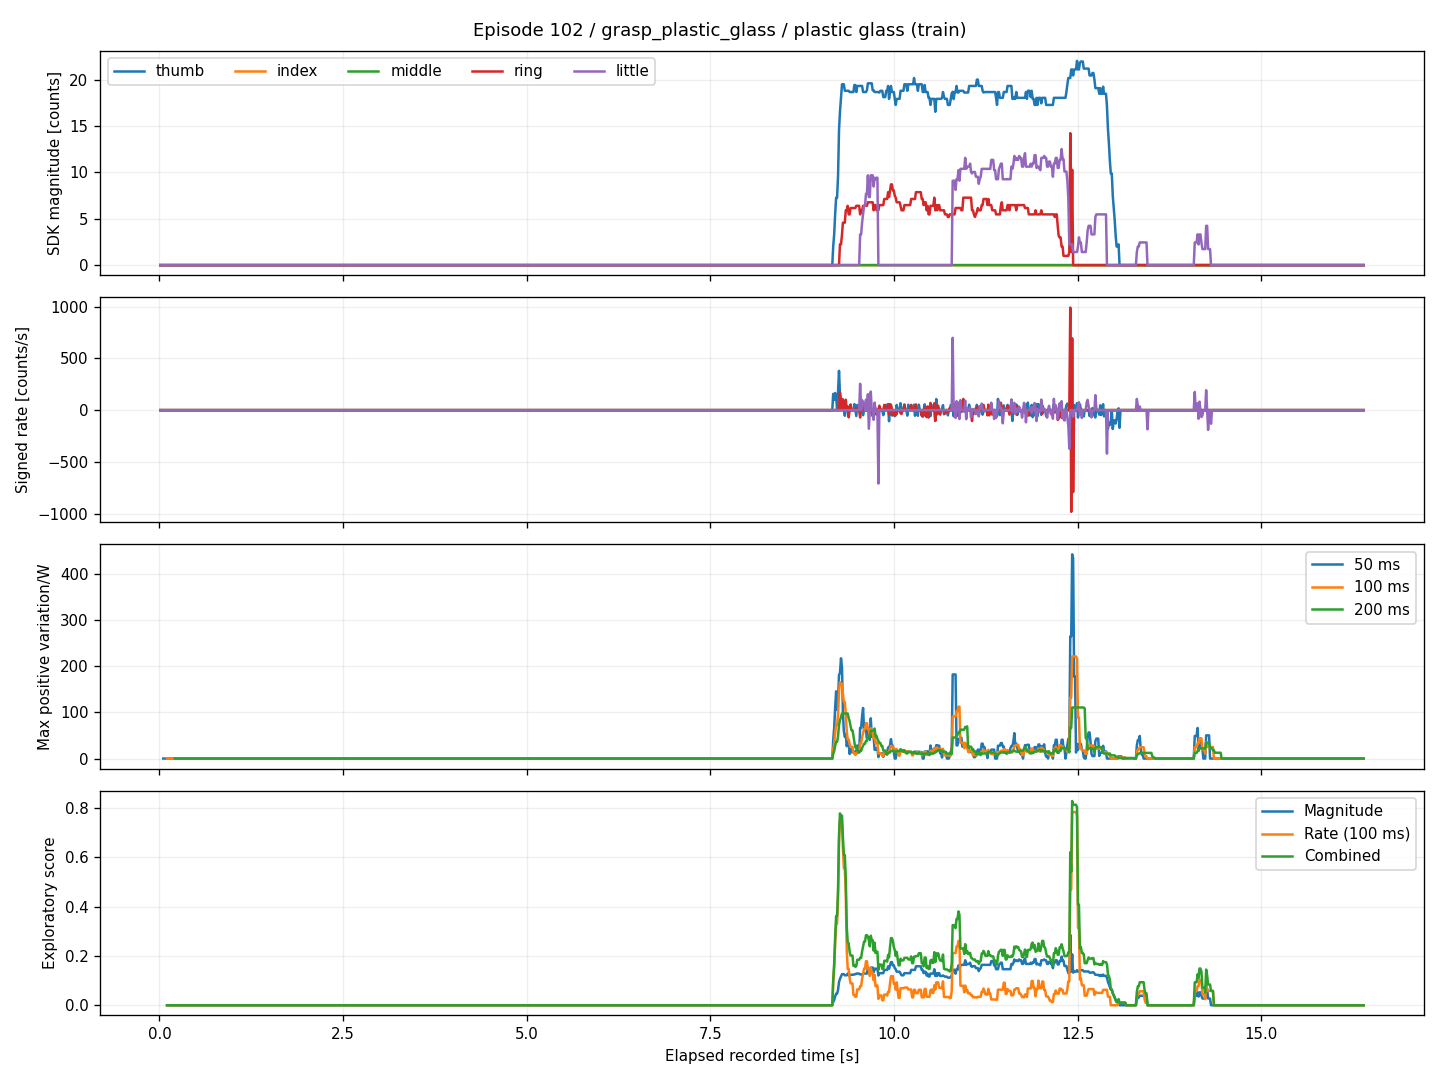 Episode 102 / grasp_plastic_glass / plastic glass (train)
thumb index middle ring little
SDK magnitude [counts]
20
15
10
5
0
Signed rate [counts/s]
1000
500
0
−500
−1000
Max positive variation/W
400
300
200
100
0
50 ms
100 ms
200 ms
Exploratory score
0.8
0.6
0.4
0.2
0.0
Magnitude
Rate (100 ms)
Combined
0.0 2.5 5.0 7.5 10.0 12.5 15.0
Elapsed recorded time [s]